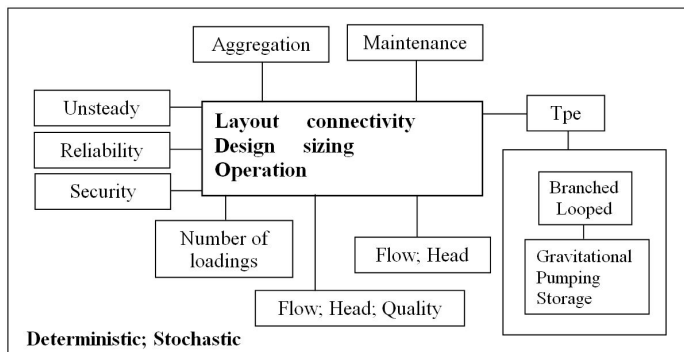 Aggregation
Maintenance
Unsteady
Reliability
Security
Layout connectivity
Design sizing
Operation
Tpe
Branched
Looped
Gravitational
Pumping
Storage
Number of
loadings
Flow; Head
Flow; Head; Quality
Deterministic; Stochastic